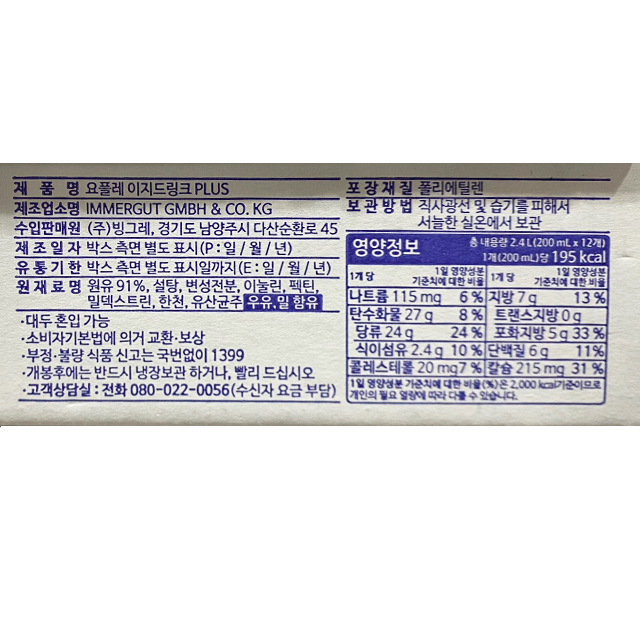 제 품 명 요플레 이지드링크 PLUS
제조업소명 IMMERGUT GMBH & CO. KG
수입판매원 (주)빙그레, 경기도 남양주시 다산순환로 45
제 조 일 자 박스 측면 별도 표시(P : 일 / 월 / 년)
유 통 기 한 박스 측면 별도 표시일까지(E : 일 / 월 / 년)
원 재 료 명 원유 91%, 설탕, 변성전분, 이눌린, 펙틴,
밀덱스트린, 한천, 유산균주 우유,밀 함유
·대두 혼입 가능
·소비자기본법에 의거 교환·보상
·부정·불량 식품 신고는 국번없이 1399
·개봉후에는 반드시 냉장보관 하거나, 빨리 드십시오
·고객상담실 : 전화 080-022-0056(수신자 요금 부담)
포 장 재 질 폴리에틸렌
보 관 방 법 직사광선 및 습기를 피해서
서늘한 실온에서 보관
영양정보
총 내용량 2.4 L(200 mL x 12개)
1개(200 mL)당 195 kcal
1개 당 1일 영양성분 기준치에 대한 비율 1개 당 1일 영양성분 기준치에 대한 비율
나트륨 115 mg 6 % 지방 7 g 13 %
탄수화물 27 g 8 % 트랜스지방 0 g
당류 24 g 24 % 포화지방 5 g 33 %
식이섬유 2.4 g 10 % 단백질 6 g 11%
콜레스테롤 20 mg 7 % 칼슘 215 mg 31 %
1일 영양성분 기준치에 대한 비율(%)은 2,000 kcal기준이므로
개인의 필요 열량에 따라 다를 수 있습니다.